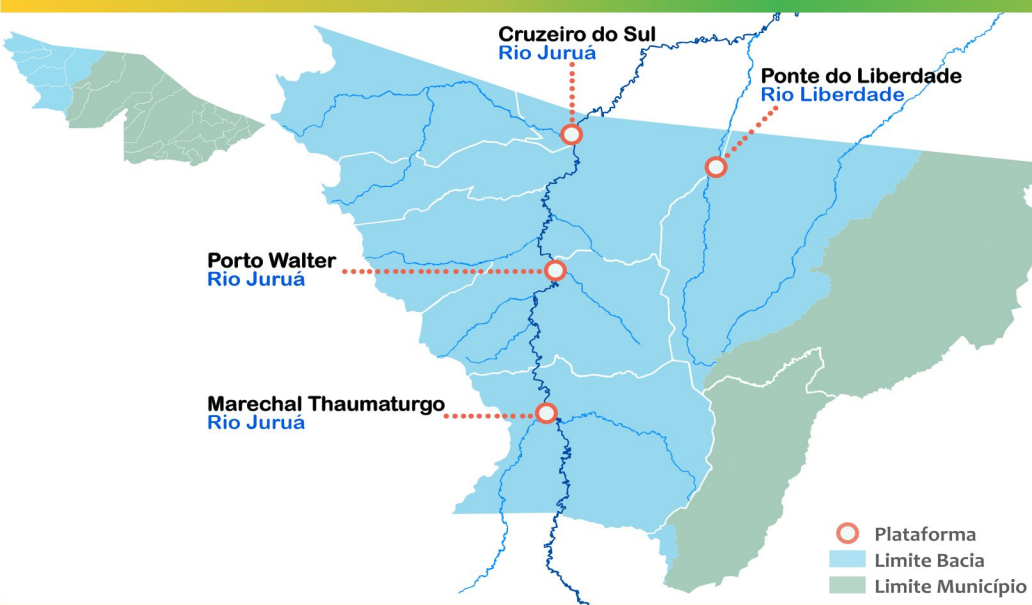 Cruzeiro do Sul
Rio Juruá
Ponte do Liberdade
Rio Liberdade
Porto Walter
Rio Juruá
Marechal Thaumaturgo
Rio Juruá
Plataforma
Limite Bacia
Limite Município